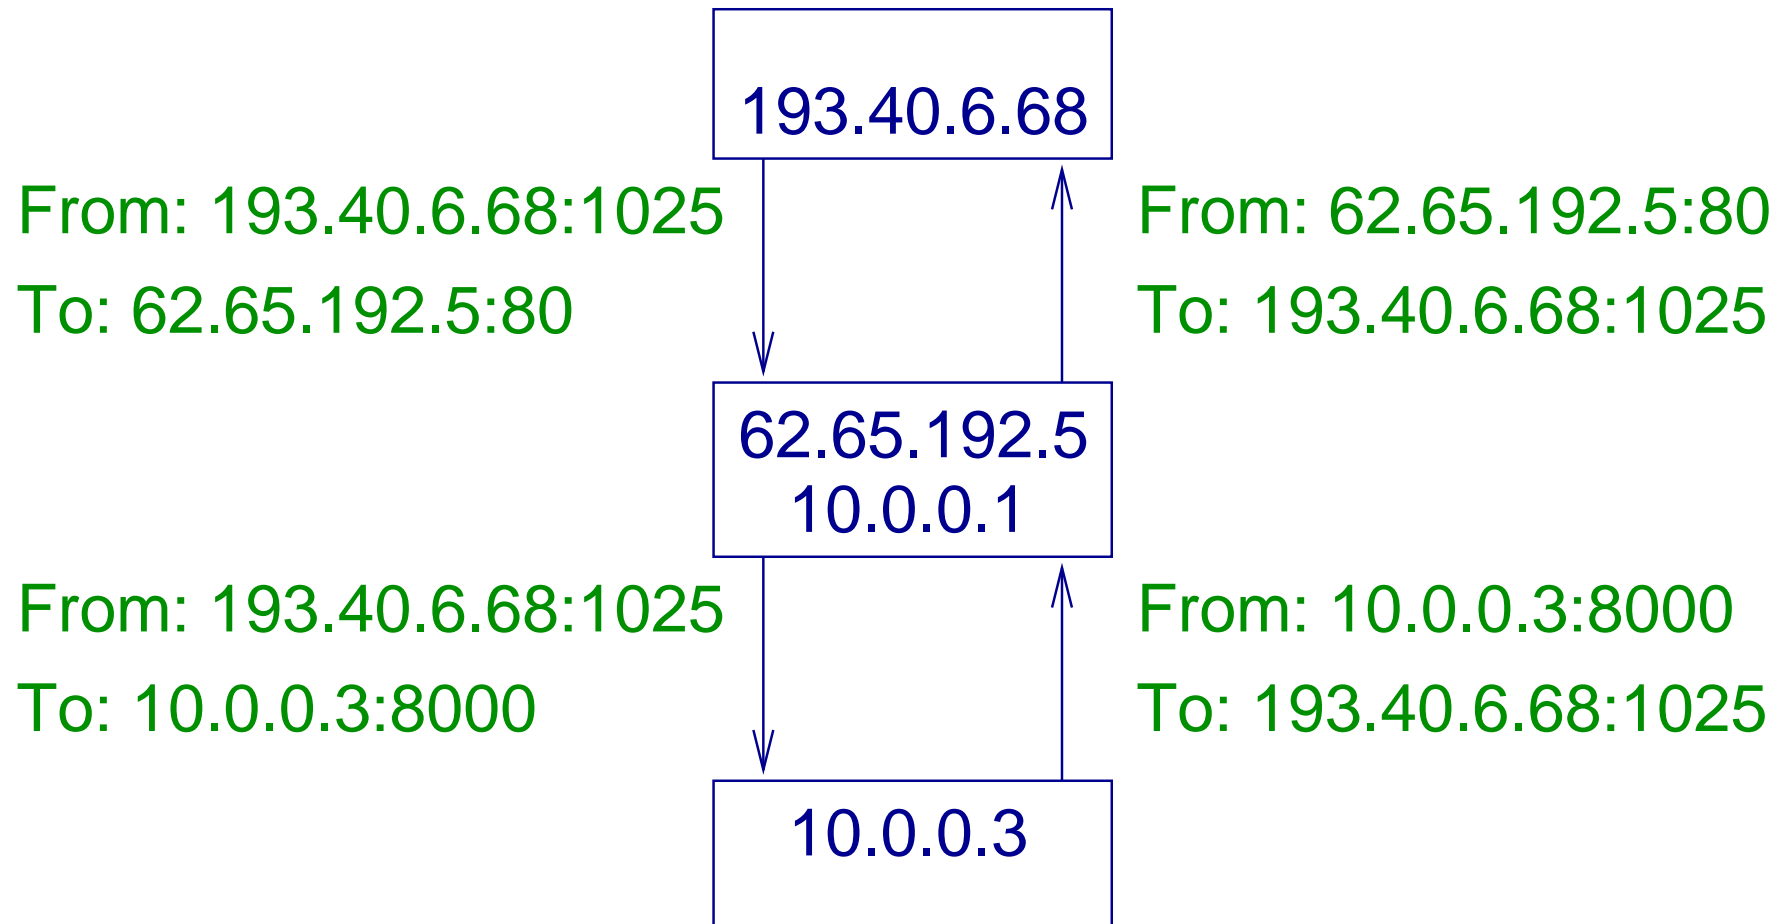 193.40.6.68
From: 193.40.6.68:1025
To: 62.65.192.5:80
From: 62.65.192.5:80
To: 193.40.6.68:1025
62.65.192.5
10.0.0.1
From: 193.40.6.68:1025
To: 10.0.0.3:8000
From: 10.0.0.3:8000
To: 193.40.6.68:1025
10.0.0.3